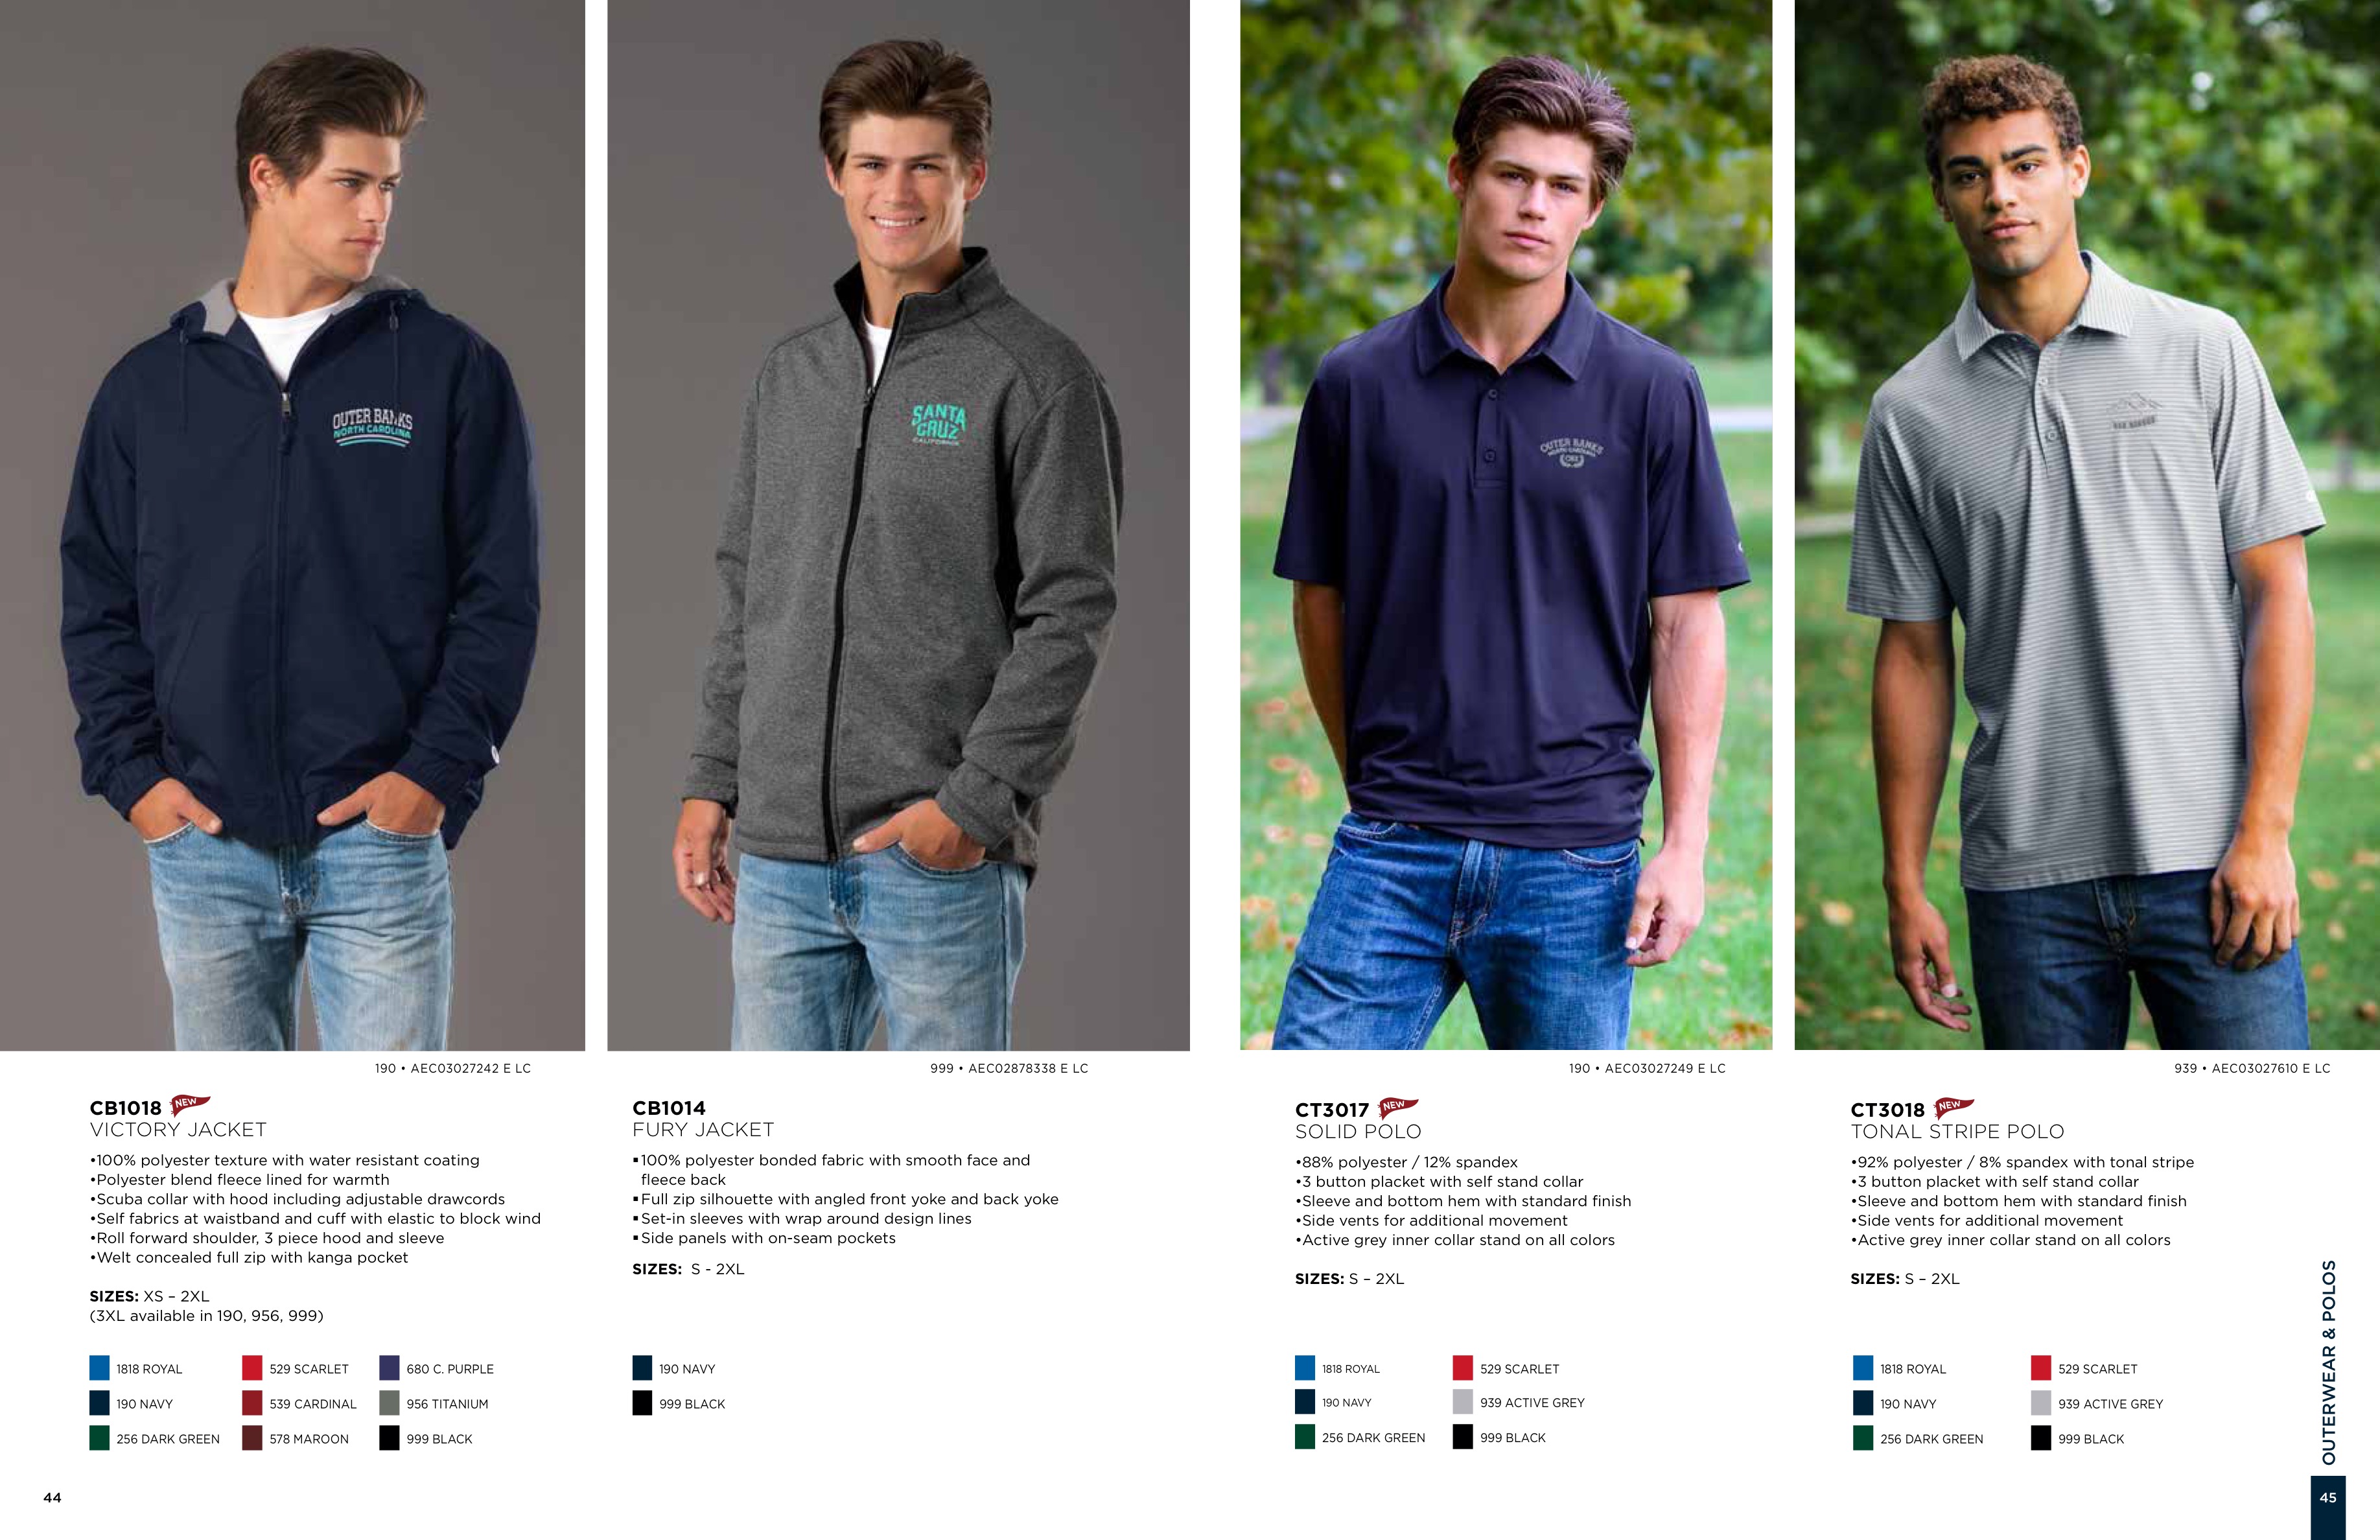 OUTER BANKS
NORTH CAROLINA
SANTA
CRUZ
CALIFORNIA
OUTER BANKS
NORTH CAROLINA
OBX
190 • AEC03027242 E LC
999 • AEC02878338 E LC
190 • AEC03027249 E LC
939 • AEC03027610 E LC
CB1018 NEW
VICTORY JACKET
•100% polyester texture with water resistant coating
•Polyester blend fleece lined for warmth
•Scuba collar with hood including adjustable drawcords
•Self fabrics at waistband and cuff with elastic to block wind
•Roll forward shoulder, 3 piece hood and sleeve
•Welt concealed full zip with kanga pocket
SIZES: XS – 2XL
(3XL available in 190, 956, 999)
1818 ROYAL
190 NAVY
256 DARK GREEN
529 SCARLET
539 CARDINAL
578 MAROON
680 C. PURPLE
956 TITANIUM
999 BLACK
CB1014
FURY JACKET
▪100% polyester bonded fabric with smooth face and
fleece back
▪Full zip silhouette with angled front yoke and back yoke
▪Set-in sleeves with wrap around design lines
▪Side panels with on-seam pockets
SIZES: S - 2XL
190 NAVY
999 BLACK
CT3017 NEW
SOLID POLO
•88% polyester / 12% spandex
•3 button placket with self stand collar
•Sleeve and bottom hem with standard finish
•Side vents for additional movement
•Active grey inner collar stand on all colors
SIZES: S – 2XL
1818 ROYAL
190 NAVY
256 DARK GREEN
529 SCARLET
939 ACTIVE GREY
999 BLACK
CT3018 NEW
TONAL STRIPE POLO
•92% polyester / 8% spandex with tonal stripe
•3 button placket with self stand collar
•Sleeve and bottom hem with standard finish
•Side vents for additional movement
•Active grey inner collar stand on all colors
SIZES: S – 2XL
1818 ROYAL
190 NAVY
256 DARK GREEN
529 SCARLET
939 ACTIVE GREY
999 BLACK
OUTERWEAR & POLOS
44
45